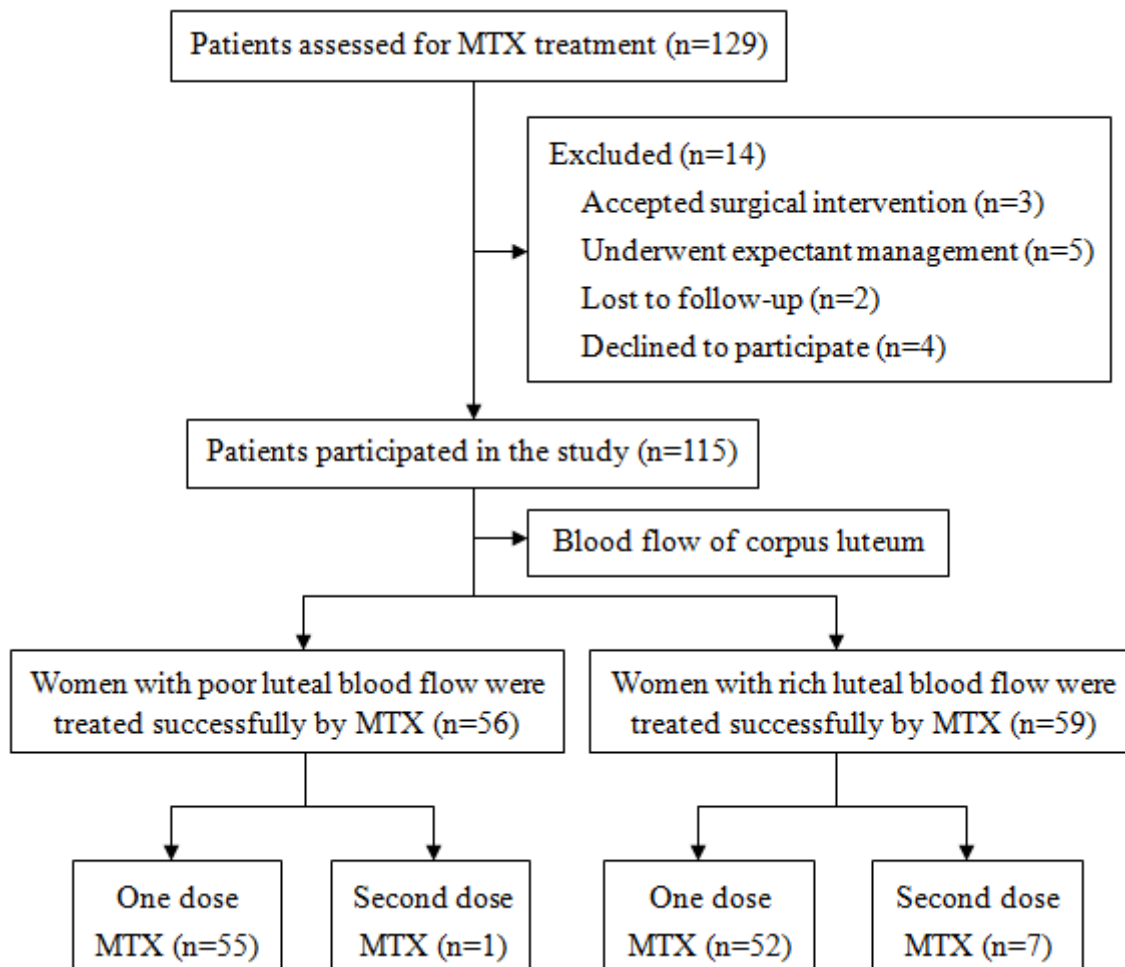 Patients assessed for MTX treatment (n=129)
Excluded (n=14)
Accepted surgical intervention (n=3)
Underwent expectant management (n=5)
Lost to follow-up (n=2)
Declined to participate (n=4)
Patients participated in the study (n=115)
Blood flow of corpus luteum
Women with poor luteal blood flow were
treated successfully by MTX (n=56)
Women with rich luteal blood flow were
treated successfully by MTX (n=59)
One dose
MTX (n=55)
Second dose
MTX (n=1)
One dose
MTX (n=52)
Second dose
MTX (n=7)